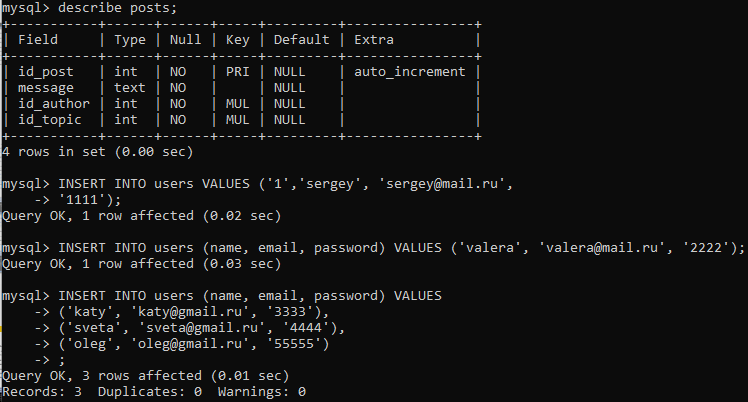 mysql> describe posts;
+-----------+------+------+-----+---------+----------------+
| Field     | Type | Null | Key | Default | Extra          |
+-----------+------+------+-----+---------+----------------+
| id_post   | int  | NO   | PRI | NULL    | auto_increment |
| message   | text | NO   |     | NULL    |                |
| id_author | int  | NO   | MUL | NULL    |                |
| id_topic  | int  | NO   | MUL | NULL    |                |
+-----------+------+------+-----+---------+----------------+
4 rows in set (0.00 sec)
mysql> INSERT INTO users VALUES ('1','sergey', 'sergey@mail.ru',
    -> '1111');
Query OK, 1 row affected (0.02 sec)
mysql> INSERT INTO users (name, email, password) VALUES ('valera', 'valera@mail.ru', '2222');
Query OK, 1 row affected (0.03 sec)
mysql> INSERT INTO users (name, email, password) VALUES
    -> ('katy', 'katy@gmail.ru', '3333'),
    -> ('sveta', 'sveta@gmail.ru', '4444'),
    -> ('oleg', 'oleg@gmail.ru', '55555')
    -> ;
Query OK, 3 rows affected (0.01 sec)
Records: 3  Duplicates: 0  Warnings: 0